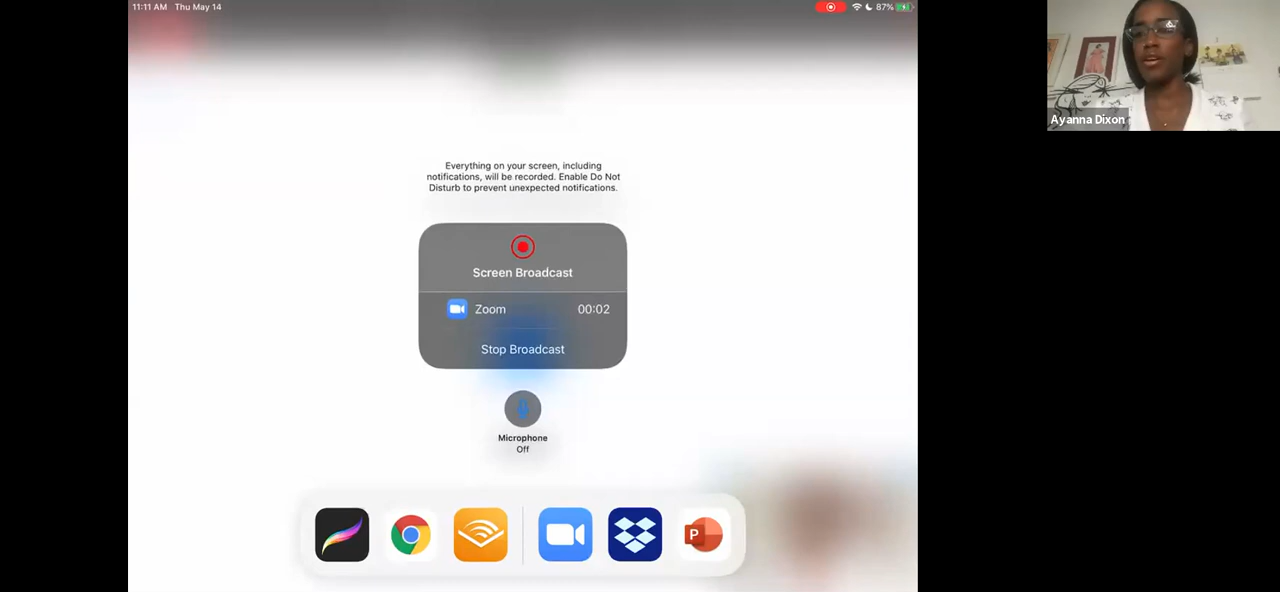 11:11 AM Thu May 14
87%
Ayanna Dixon
Everything on your screen, including
notifications, will be recorded. Enable Do Not
Disturb to prevent unexpected notifications.
Screen Broadcast
Zoom 00:02
Stop Broadcast
Microphone
Off
P